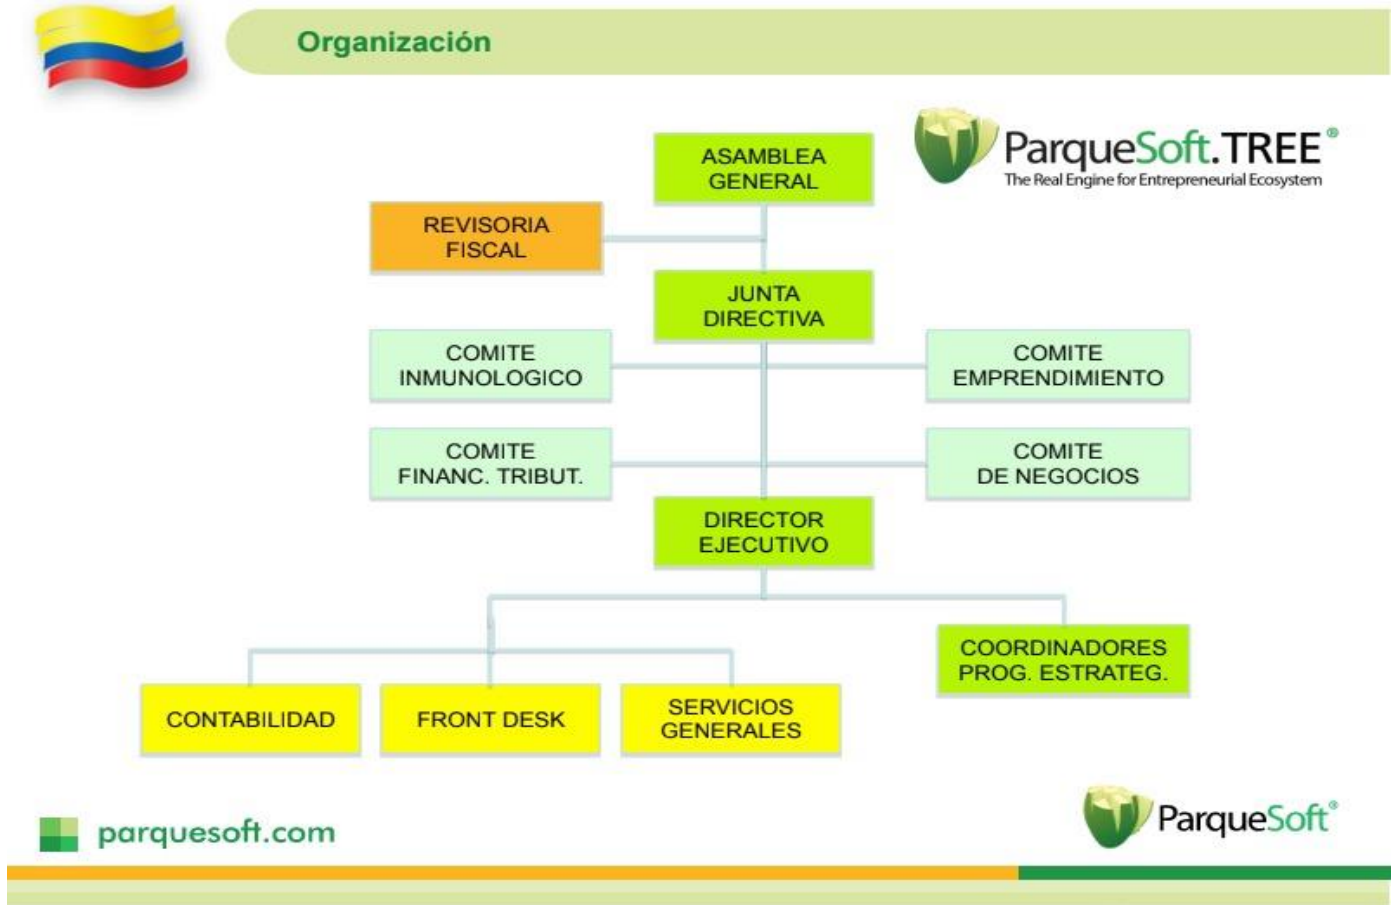 Organización
ParqueSoft.TREE®
The Real Engine for Entrepreneurial Ecosystem
ASAMBLEA
GENERAL
REVISORIA
FISCAL
JUNTA
DIRECTIVA
COMITE
INMUNOLOGICO
COMITE
EMPRENDIMIENTO
COMITE
FINANC. TRIBUT.
COMITE
DE NEGOCIOS
DIRECTOR
EJECUTIVO
COORDINADORES
PROG. ESTRATEG.
CONTABILIDAD
FRONT DESK
SERVICIOS
GENERALES
parquesoft.com
ParqueSoft®